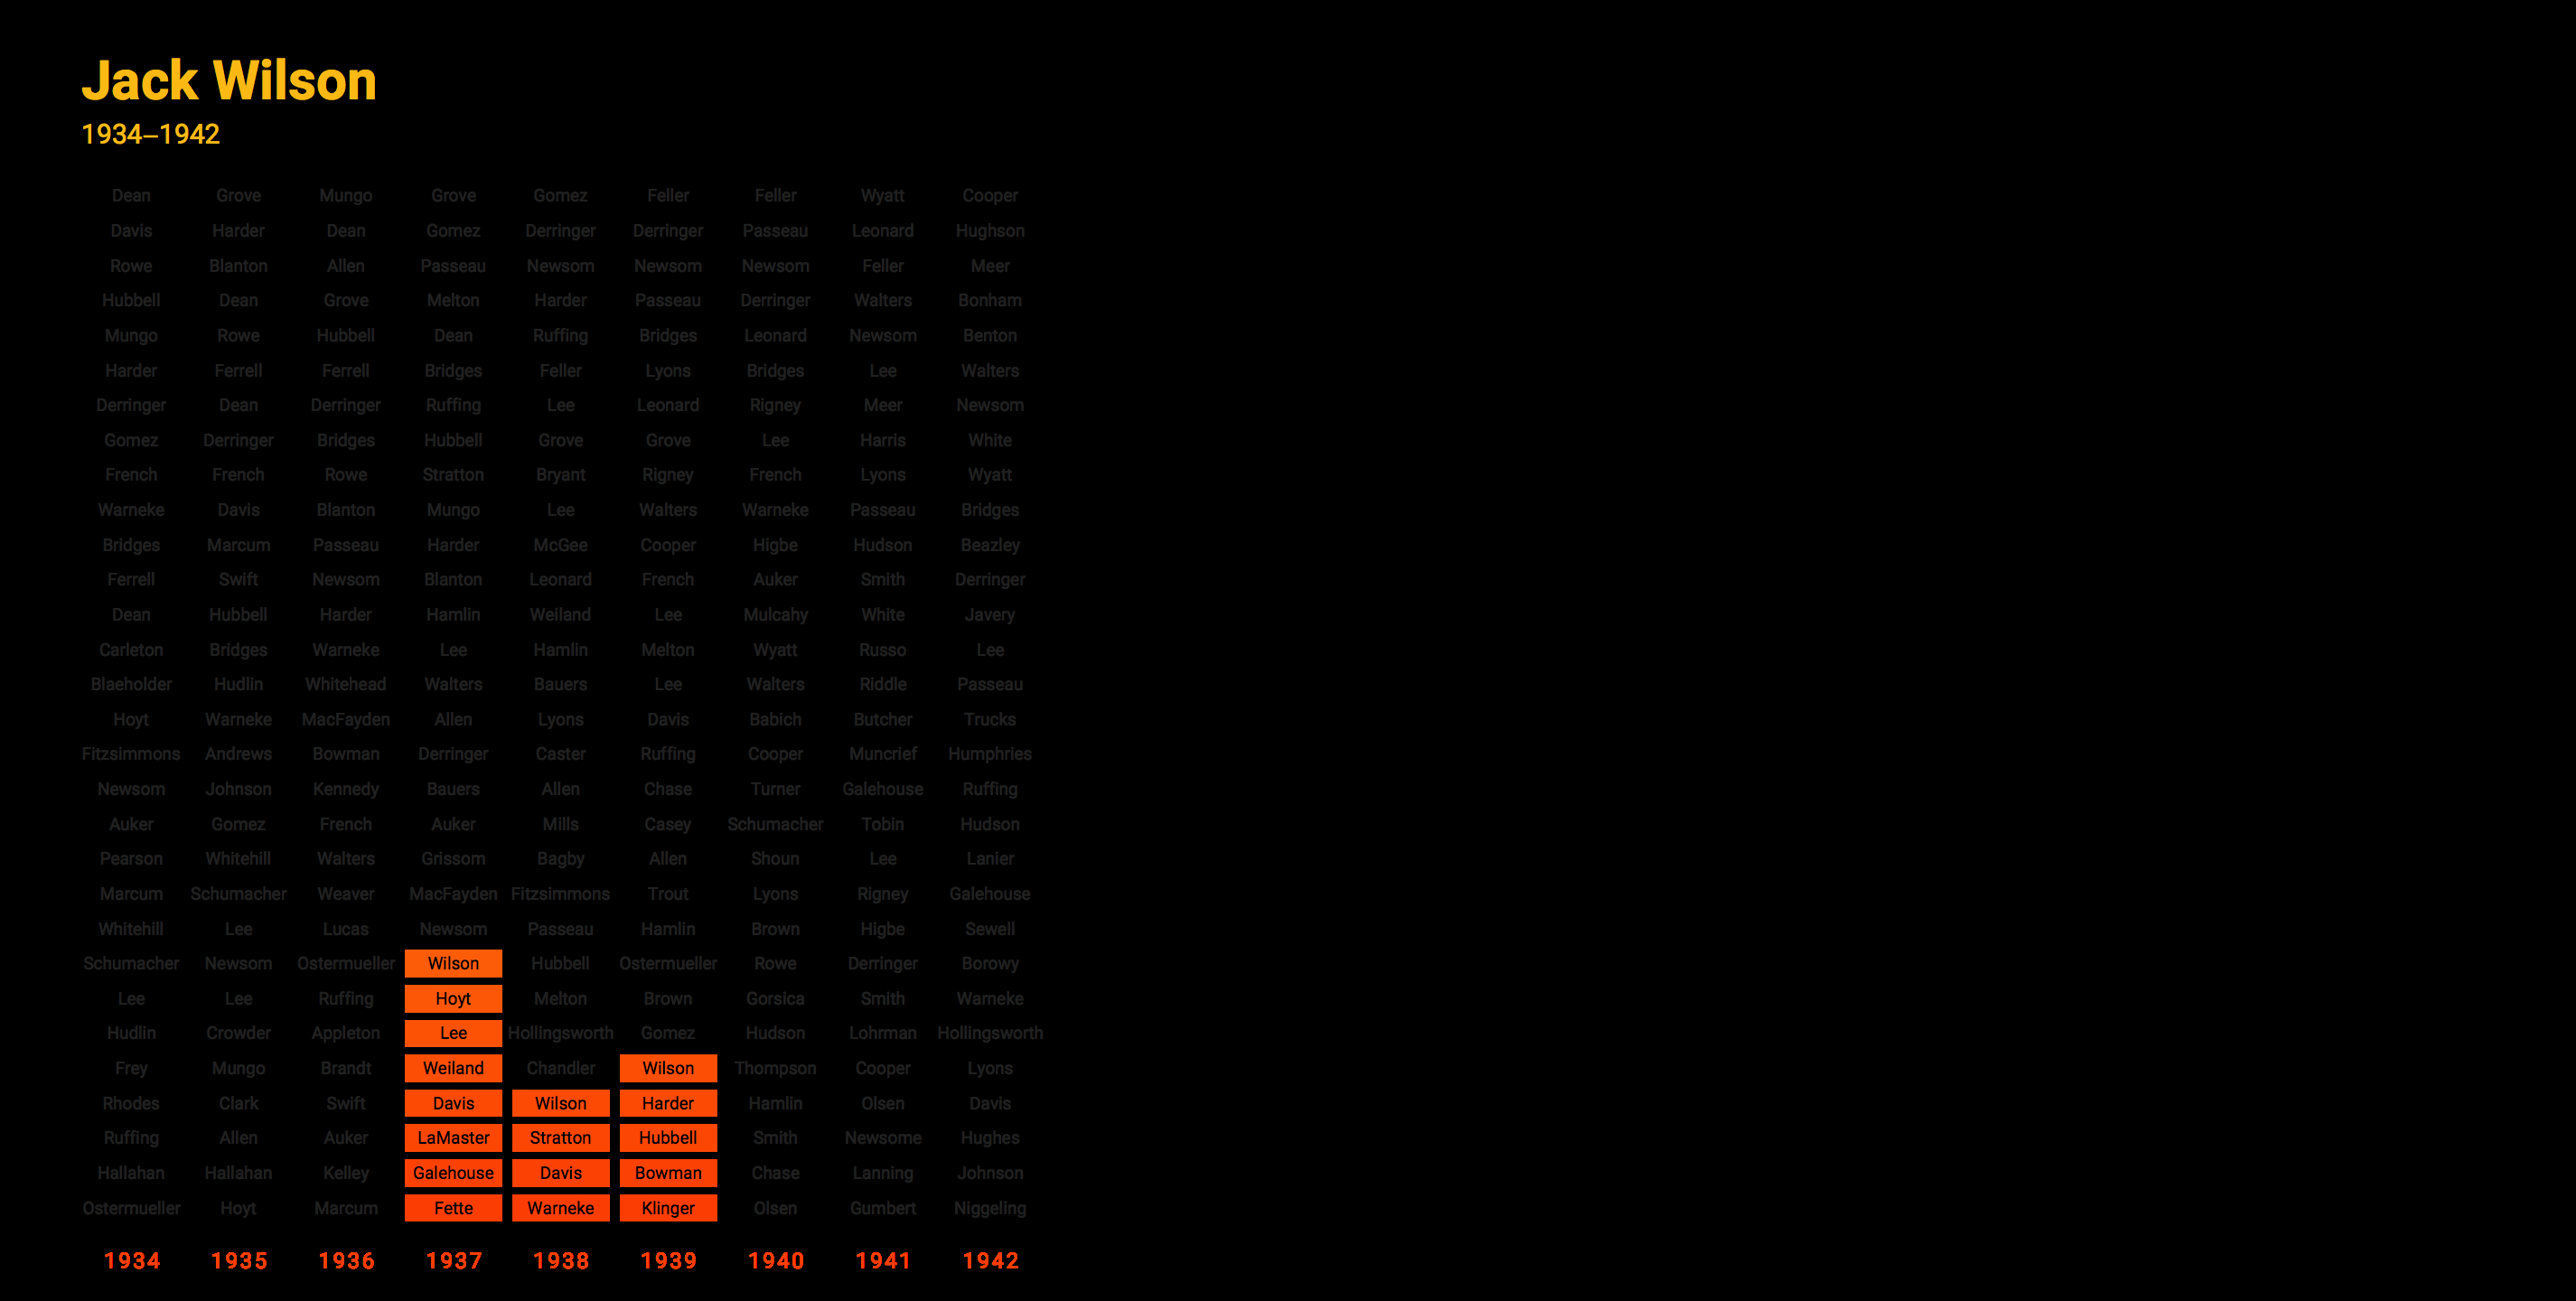 Jack Wilson
1934–1942
Dean Grove Mungo Grove Gomez Feller Feller Wyatt Cooper
Davis Harder Dean Gomez Derringer Derringer Passeau Leonard Hughson
Rowe Blanton Allen Passeau Newsom Newsom Newsom Feller Meer
Hubbell Dean Grove Melton Harder Passeau Derringer Walters Bonham
Mungo Rowe Hubbell Dean Ruffing Bridges Leonard Newsom Benton
Harder Ferrell Ferrell Bridges Feller Lyons Bridges Lee Walters
Derringer Dean Derringer Ruffing Lee Leonard Rigney Meer Newsom
Gomez Derringer Bridges Hubbell Grove Grove Lee Harris White
French French Rowe Stratton Bryant Rigney French Lyons Wyatt
Warneke Davis Blanton Mungo Lee Walters Warneke Passeau Bridges
Bridges Marcum Passeau Harder McGee Cooper Higbe Hudson Beazley
Ferrell Swift Newsom Blanton Leonard French Auker Smith Derringer
Dean Hubbell Harder Hamlin Weiland Lee Mulcahy White Javery
Carleton Bridges Warneke Lee Hamlin Melton Wyatt Russo Lee
Blaeholder Hudlin Whitehead Walters Bauers Lee Walters Riddle Passeau
Hoyt Warneke MacFayden Allen Lyons Davis Babich Butcher Trucks
Fitzsimmons Andrews Bowman Derringer Caster Ruffing Cooper Muncrief Humphries
Newsom Johnson Kennedy Bauers Allen Chase Turner Galehouse Ruffing
Auker Gomez French Auker Mills Casey Schumacher Tobin Hudson
Pearson Whitehill Walters Grissom Bagby Allen Shoun Lee Lanier
Marcum Schumacher Weaver MacFayden Fitzsimmons Trout Lyons Rigney Galehouse
Whitehill Lee Lucas Newsom Passeau Hamlin Brown Higbe Sewell
Schumacher Newsom Ostermueller Wilson Hubbell Ostermueller Rowe Derringer Borowy
Lee Lee Ruffing Hoyt Melton Brown Gorsica Smith Warneke
Hudlin Crowder Appleton Lee Hollingsworth Gomez Hudson Lohrman Hollingsworth
Frey Mungo Brandt Weiland Chandler Wilson Thompson Cooper Lyons
Rhodes Clark Swift Davis Wilson Harder Hamlin Olsen Davis
Ruffing Allen Auker LaMaster Stratton Hubbell Smith Newsome Hughes
Hallahan Hallahan Kelley Galehouse Davis Bowman Chase Lanning Johnson
Ostermueller Hoyt Marcum Fette Warneke Klinger Olsen Gumbert Niggeling
1934 1935 1936 1937 1938 1939 1940 1941 1942